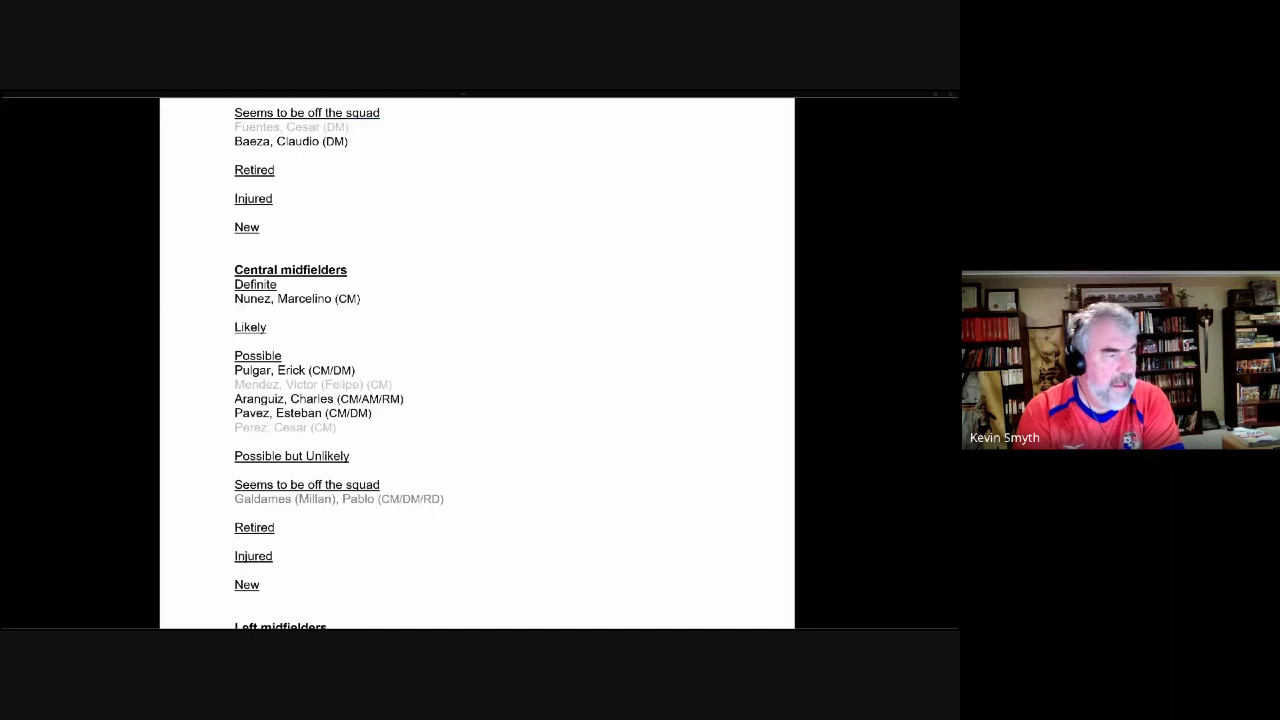 Seems to be off the squad
Fuentes, Cesar (DM)
Baeza, Claudio (DM)
Retired
Injured
New
Central midfielders
Definite
Nunez, Marcelino (CM)
Likely
Possible
Pulgar, Erick (CM/DM)
Mendez, Victor (Felipe) (CM)
Aranguiz, Charles (CM/AM/RM)
Pavez, Esteban (CM/DM)
Perez, Cesar (CM)
Possible but Unlikely
Seems to be off the squad
Galdames (Millan), Pablo (CM/DM/RD)
Retired
Injured
New
Left midfielders
Kevin Smyth